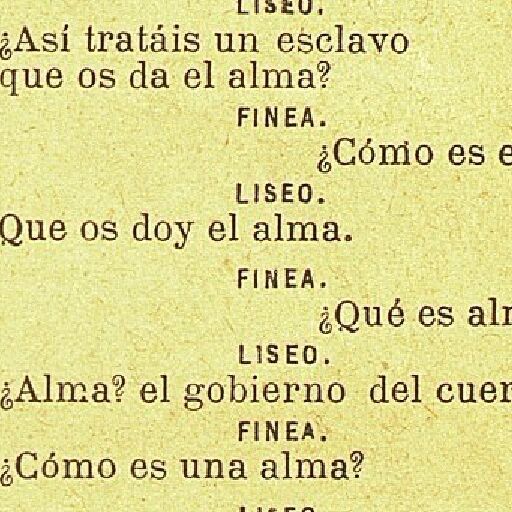 LISEO.
¿Así tratáis un esclavo
que os da el alma?
FINEA.
¿Cómo es
LISEO.
Que os doy el alma.
FINEA.
¿Qué es
LISEO.
¿Alma? el gobierno del
FINEA.
¿Cómo es una alma?